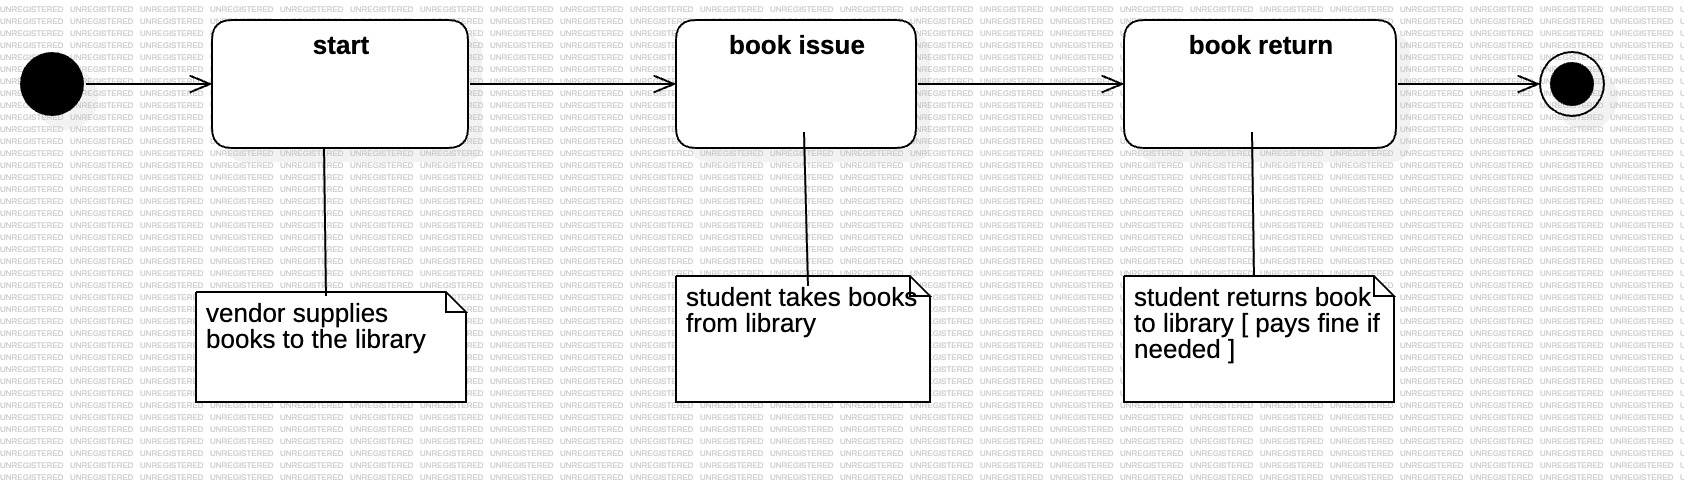 start
book issue
book return
vendor supplies
books to the library
student takes books
from library
student returns book
to library [ pays fine if
needed ]
UNREGISTERED